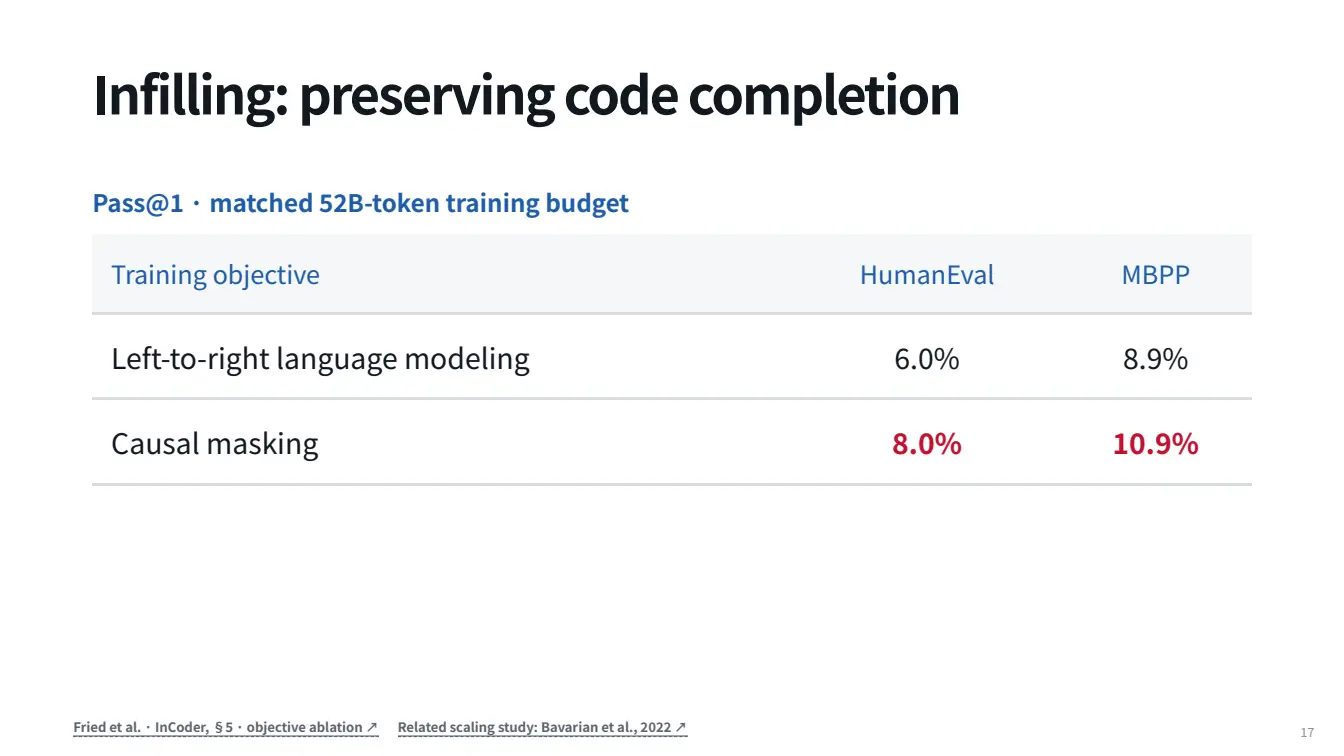 Infilling: preserving code completion
Pass@1 · matched 52B-token training budget
Training objective HumanEval MBPP
Left-to-right language modeling 6.0% 8.9%
Causal masking 8.0% 10.9%
Fried et al. · InCoder, §5 · objective ablation ↗ Related scaling study: Bavarian et al., 2022 ↗
17